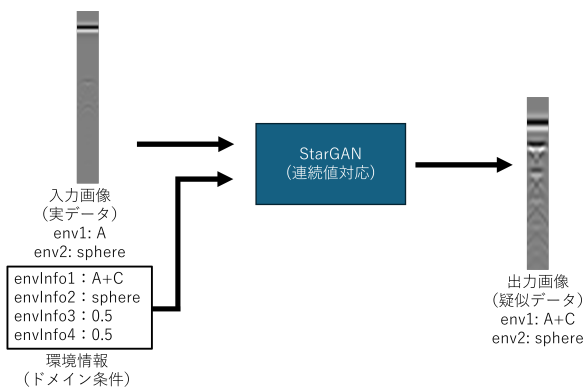 入力画像
（実データ）
env1: A
env2: sphere
envInfo1：A+C
envInfo2：sphere
envInfo3：0.5
envInfo4：0.5
環境情報
（ドメイン条件）
StarGAN
（連続値対応）
出力画像
（疑似データ）
env1: A+C
env2: sphere